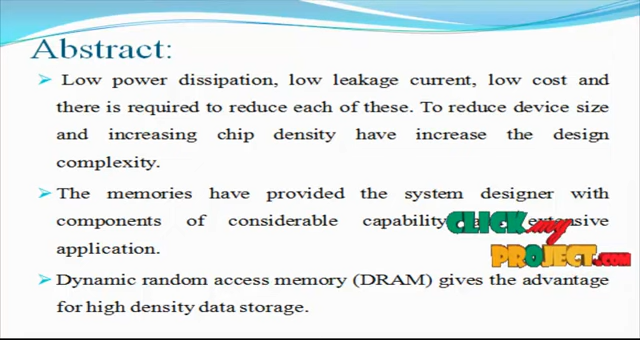 Abstract:
Low power dissipation, low leakage current, low cost and
there is required to reduce each of these. To reduce device size
and increasing chip density have increase the design
complexity.
The memories have provided the system designer with
components of considerable capability and extensive
application.
CLICK my
PROJECT.com
Dynamic random access memory (DRAM) gives the advantage
for high density data storage.